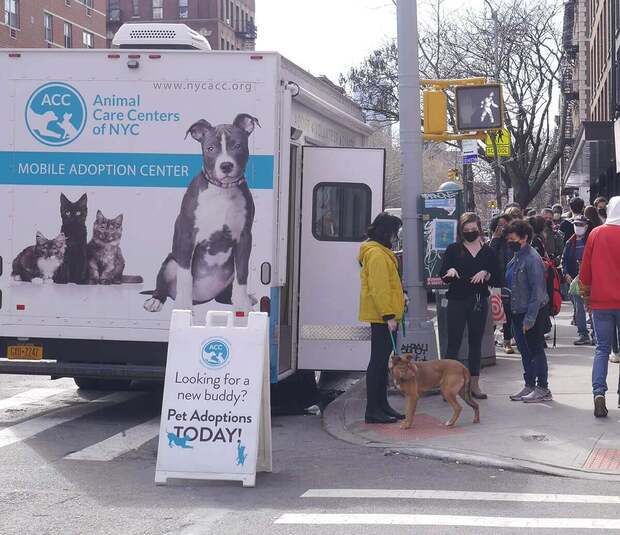 www.nycacc.org
ACC
Animal
Care Centers
of NYC
MOBILE ADOPTION CENTER
ACC
Looking for a
new buddy?
Pet Adoptions
TODAY!